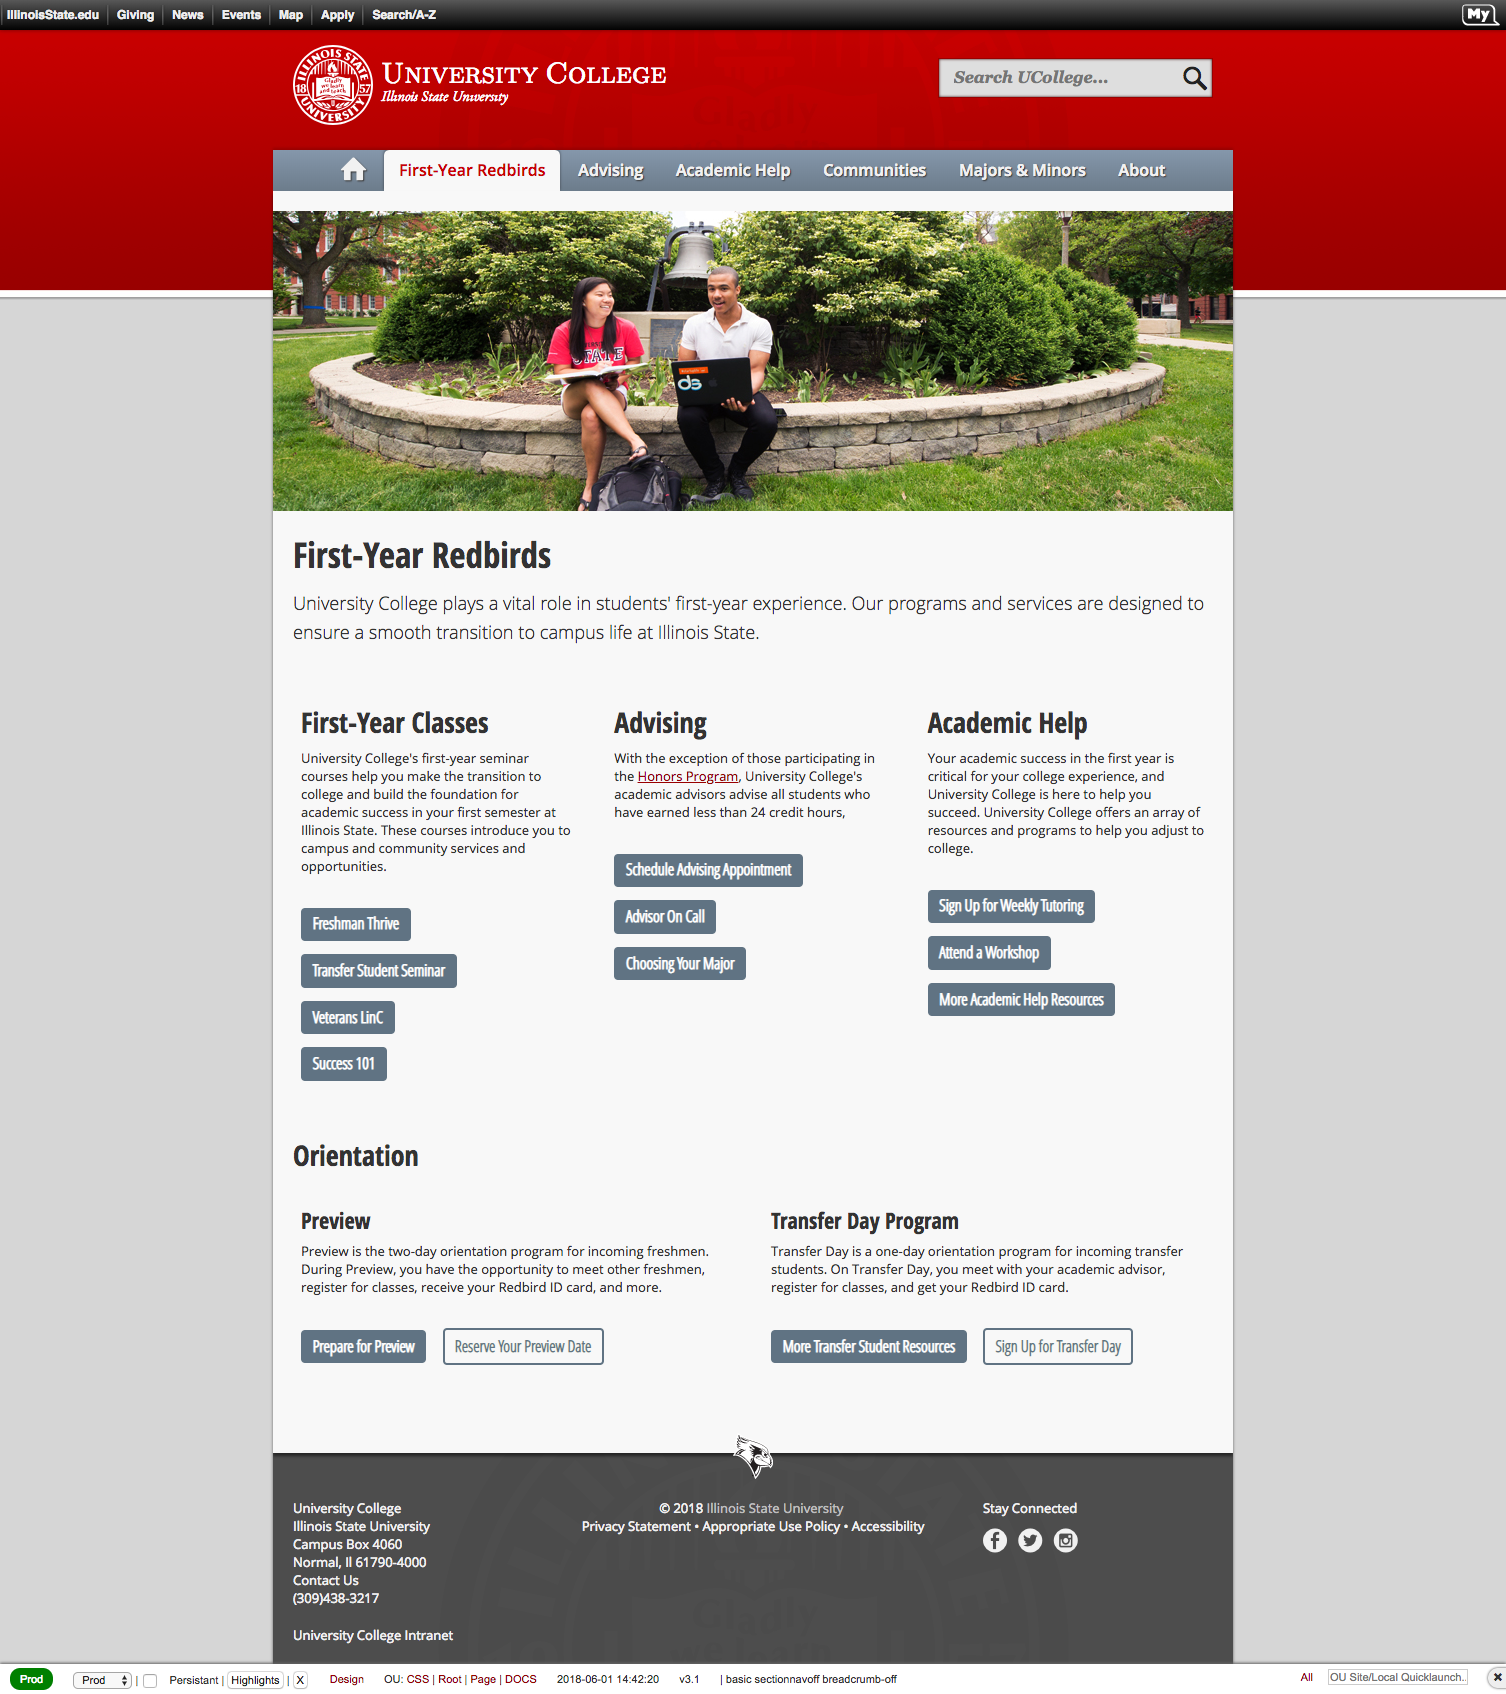 IllinoisState.edu Giving News Events Map Apply Search/A-Z My
ILLINOIS STATE UNIVERSITY
18 57
Gladly we learn and teach
UNIVERSITY COLLEGE
Illinois State University
Search UCollege...
First-Year Redbirds Advising Academic Help Communities Majors & Minors About
STATE
First-Year Redbirds
University College plays a vital role in students' first-year experience. Our programs and services are designed to
ensure a smooth transition to campus life at Illinois State.
First-Year Classes
University College's first-year seminar
courses help you make the transition to
college and build the foundation for
academic success in your first semester at
Illinois State. These courses introduce you to
campus and community services and
opportunities.
Freshman Thrive
Transfer Student Seminar
Veterans LinC
Success 101
Advising
With the exception of those participating in
the Honors Program, University College's
academic advisors advise all students who
have earned less than 24 credit hours,
Schedule Advising Appointment
Advisor On Call
Choosing Your Major
Academic Help
Your academic success in the first year is
critical for your college experience, and
University College is here to help you
succeed. University College offers an array of
resources and programs to help you adjust to
college.
Sign Up for Weekly Tutoring
Attend a Workshop
More Academic Help Resources
Orientation
Preview
Preview is the two-day orientation program for incoming freshmen.
During Preview, you have the opportunity to meet other freshmen,
register for classes, receive your Redbird ID card, and more.
Prepare for Preview Reserve Your Preview Date
Transfer Day Program
Transfer Day is a one-day orientation program for incoming transfer
students. On Transfer Day, you meet with your academic advisor,
register for classes, and get your Redbird ID card.
More Transfer Student Resources Sign Up for Transfer Day
University College
Illinois State University
Campus Box 4060
Normal, Il 61790-4000
Contact Us
(309)438-3217
University College Intranet
© 2018 Illinois State University
Privacy Statement • Appropriate Use Policy • Accessibility
Stay Connected
Gladly
Prod Prod | Persistant | Highlights | X Design OU: CSS | Root | Page | DOCS 2018-06-01 14:42:20 v3.1 | basic sectionnavoff breadcrumb-off All OU Site/Local Quicklaunch.